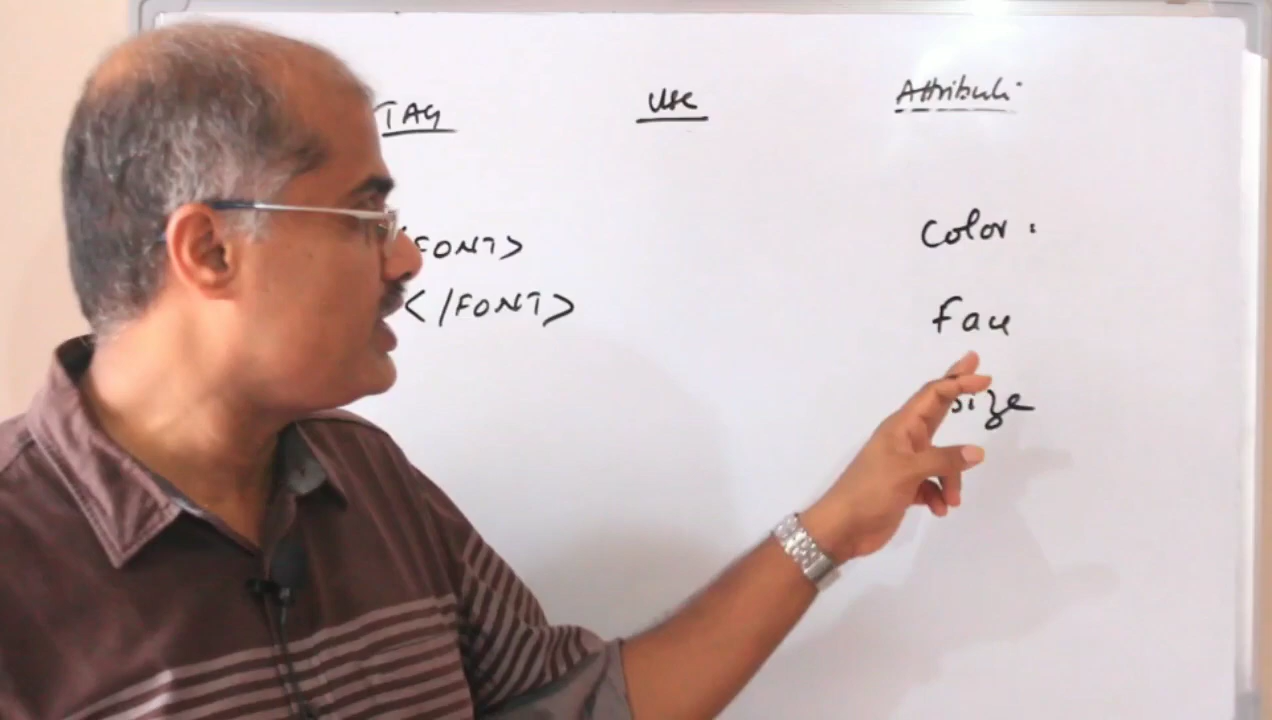 TAG USE Attribute
Color :
<FONT>
</FONT>
face
size